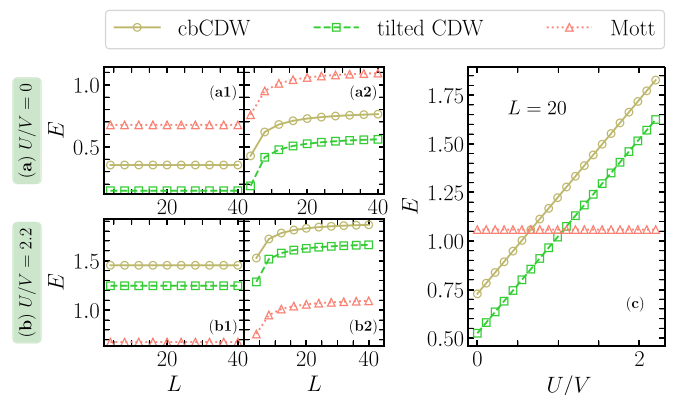 cbCDW tilted CDW Mott
(a) U/V = 0
E
1.0
0.5
(a1)
(a2)
20 40
20 40
(b) U/V = 2.2
E
1.5
1.0
(b1)
(b2)
20 40
0 20 40
L
L
E
1.75
1.50
1.25
1.00
0.75
0.50
L = 20
(c)
0 2
U/V